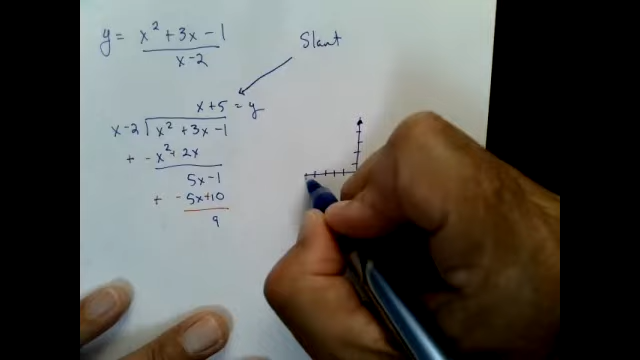 y = x² + 3x - 1
x - 2
Slant
x + 5 = y
x - 2 x² + 3x - 1
+ - x² + 2x
5x - 1
+ - 5x + 10
9